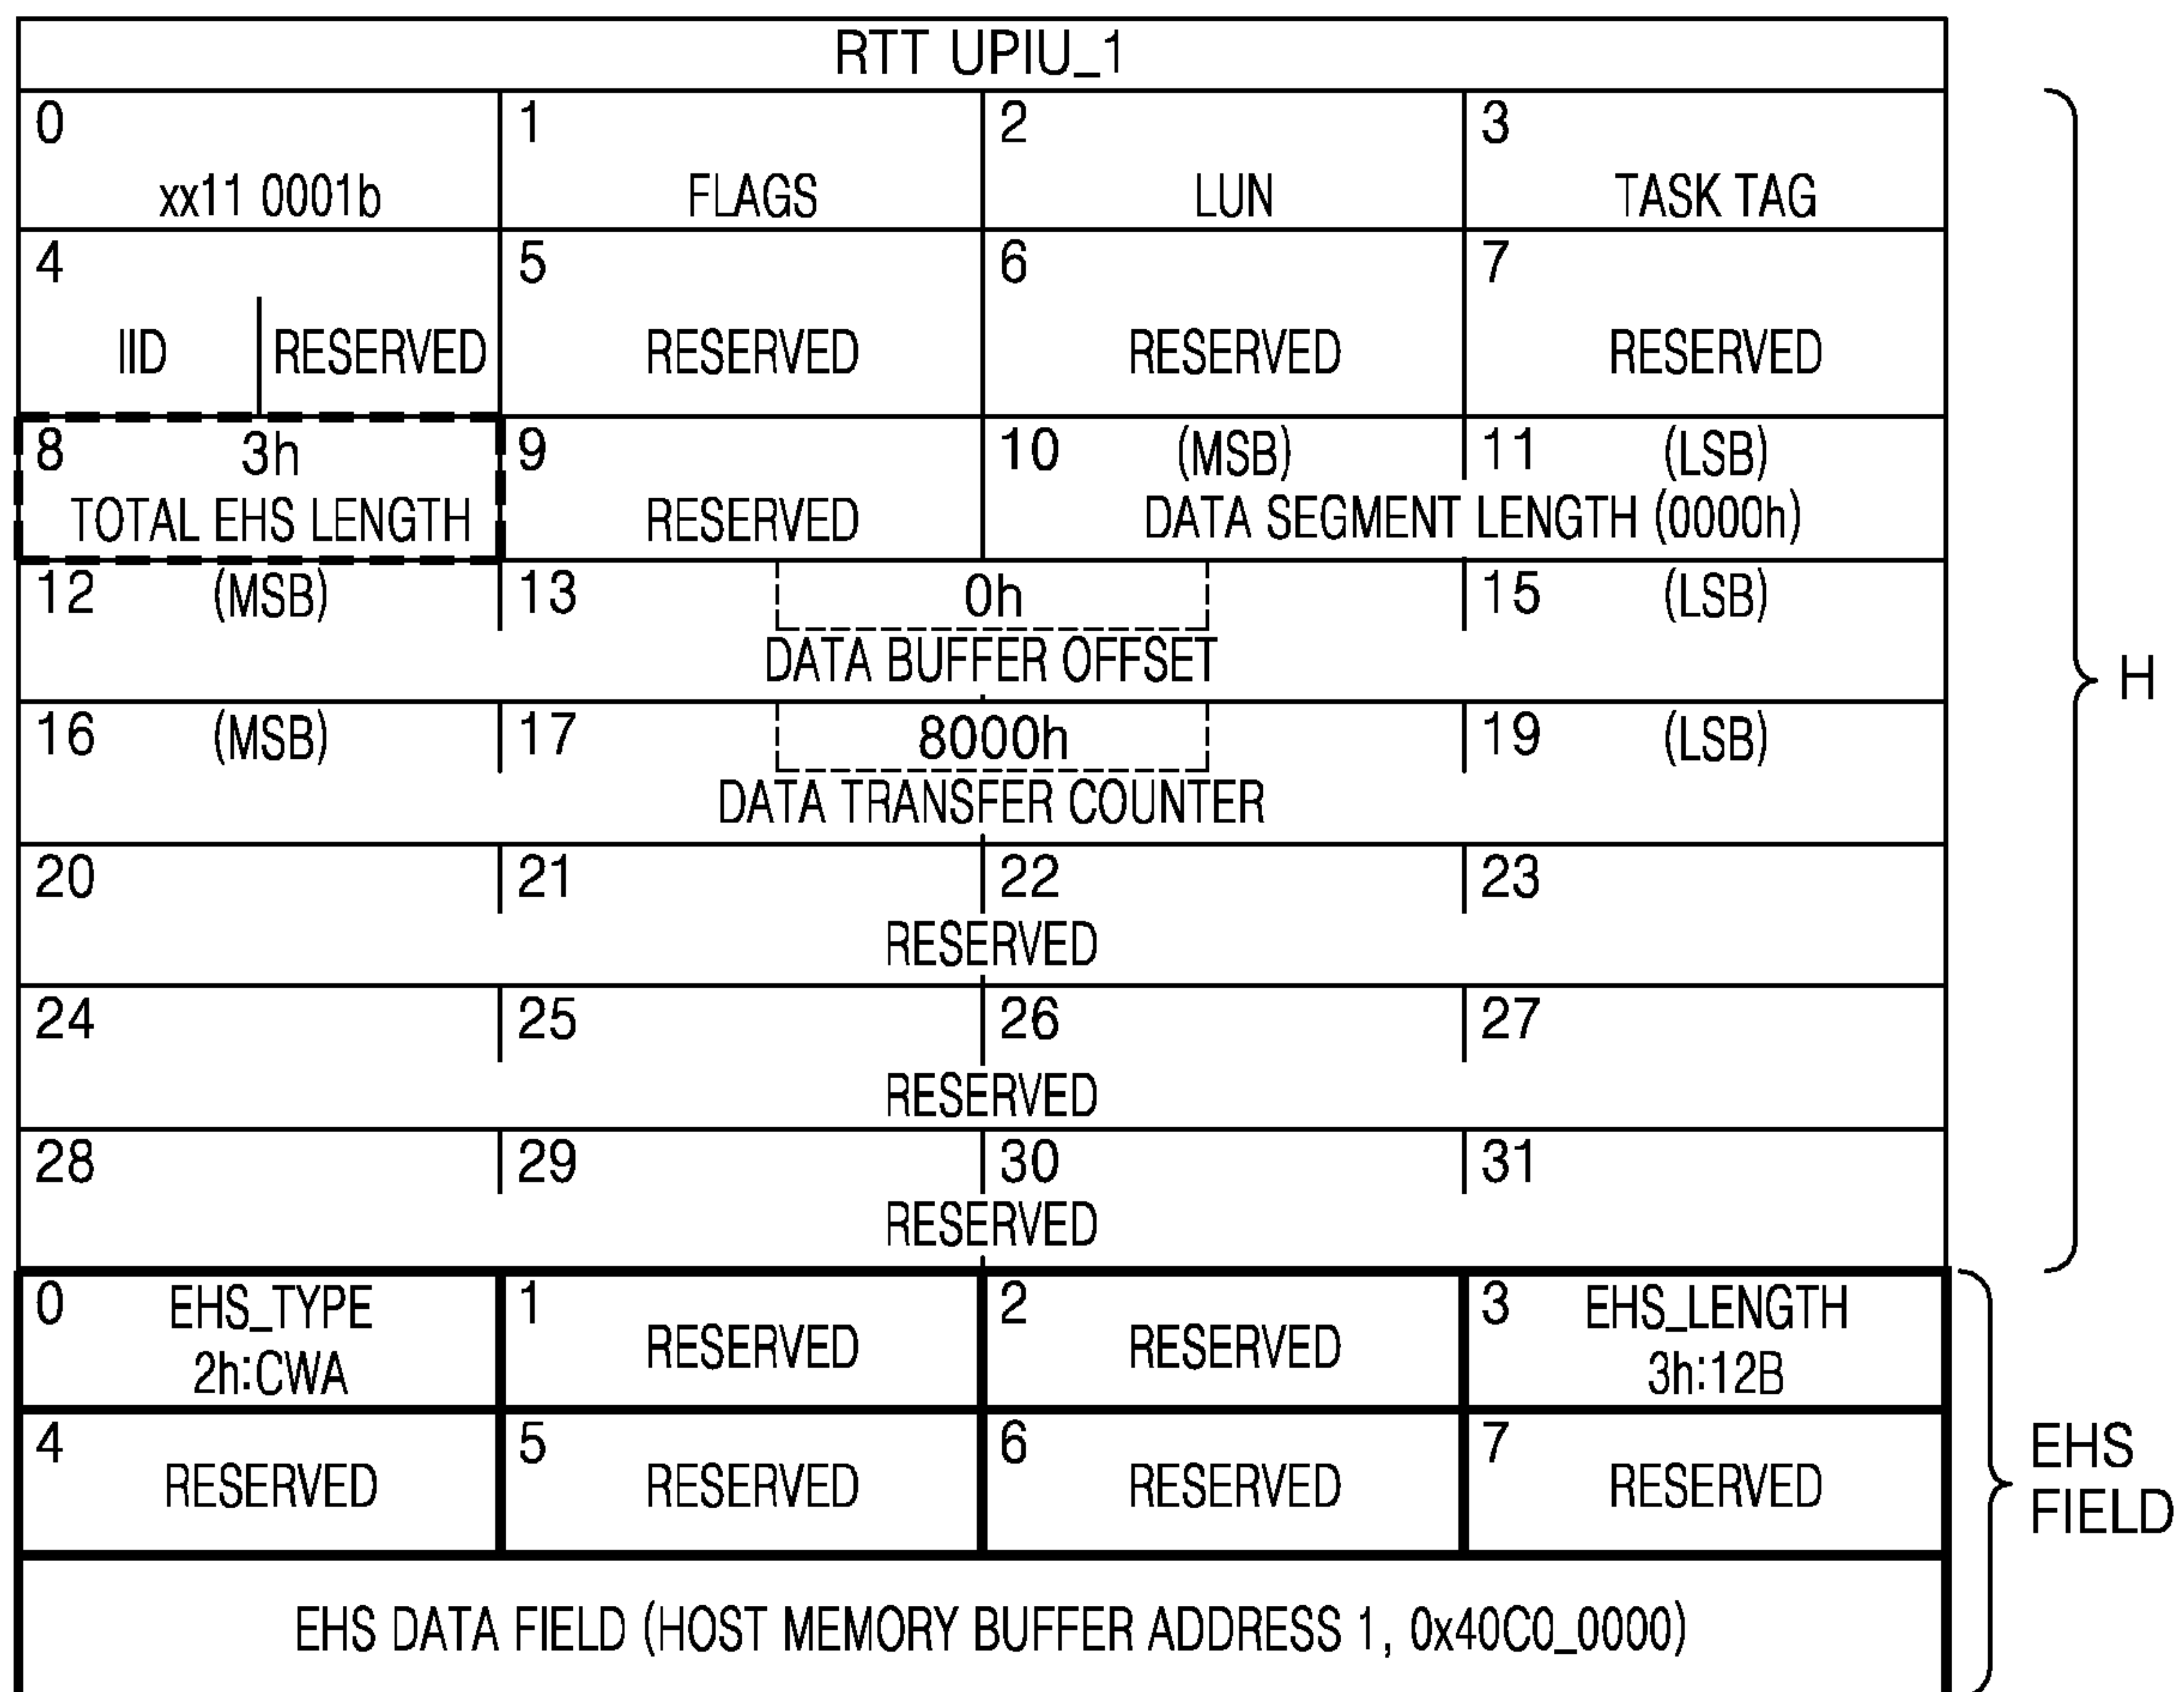 RTT UPIU_1
0 1 2 3
xx11 0001b FLAGS LUN TASK TAG
4 5 6 7
IID RESERVED RESERVED RESERVED RESERVED
8 3h 9 10 (MSB) 11 (LSB)
TOTAL EHS LENGTH RESERVED DATA SEGMENT LENGTH (0000h)
12 (MSB) 13 0h 15 (LSB)
DATA BUFFER OFFSET
H
16 (MSB) 17 8000h 19 (LSB)
DATA TRANSFER COUNTER
20 21 22 23
RESERVED
24 25 26 27
RESERVED
28 29 30 31
RESERVED
0 EHS_TYPE 1 2 3 EHS_LENGTH
2h:CWA RESERVED RESERVED 3h:12B
4 5 6 7
RESERVED RESERVED RESERVED RESERVED
EHS
FIELD
EHS DATA FIELD (HOST MEMORY BUFFER ADDRESS 1, 0x40C0_0000)